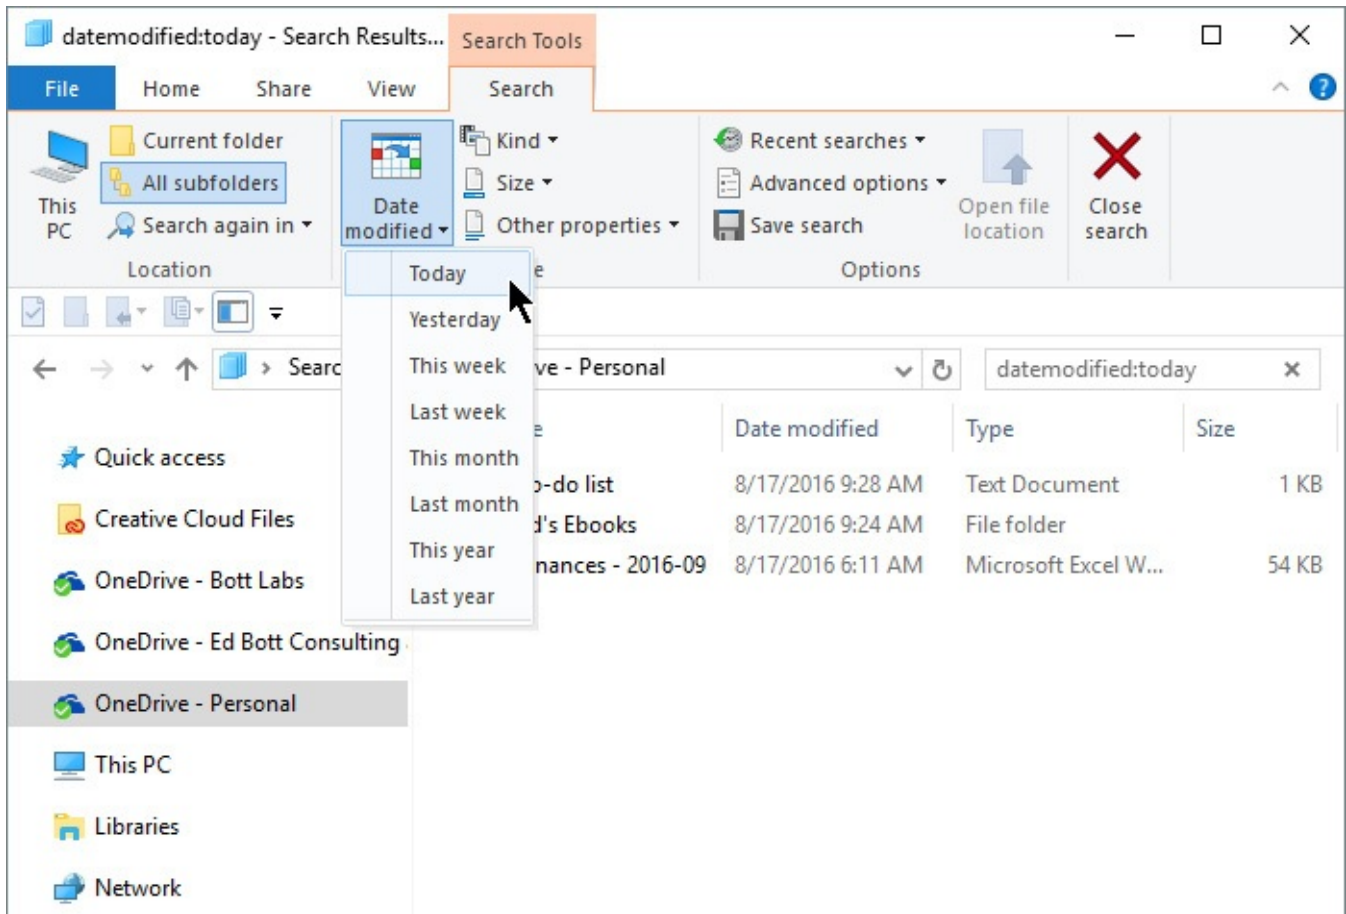 datemodified:today - Search Results...
Search Tools
File Home Share View Search
Current folder
All subfolders
Search again in
This
PC
Location
Date
modified
Kind
Size
Other properties
Recent searches
Advanced options
Save search
Options
Open file
location
Close
search
Today
Yesterday
This week
Last week
This month
Last month
This year
Last year
Searc
ve - Personal
datemodified:today
Date modified Type Size
o-do list 8/17/2016 9:28 AM Text Document 1 KB
d's Ebooks 8/17/2016 9:24 AM File folder
nances - 2016-09 8/17/2016 6:11 AM Microsoft Excel W... 54 KB
Quick access
Creative Cloud Files
OneDrive - Bott Labs
OneDrive - Ed Bott Consulting
OneDrive - Personal
This PC
Libraries
Network